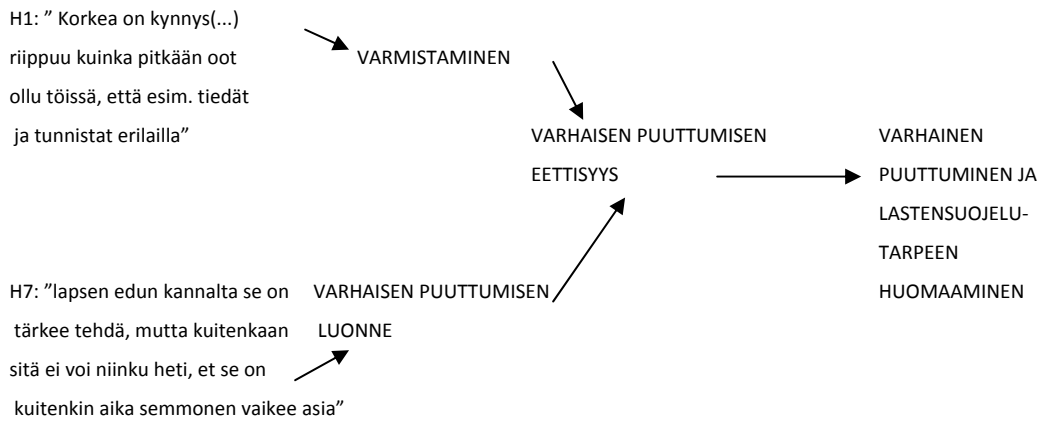 H1: ” Korkea on kynnys(...)
riippuu kuinka pitkään oot
ollu töissä, että esim. tiedät
ja tunnistat erilailla”
VARMISTAMINEN
H7: ”lapsen edun kannalta se on
tärkee tehdä, mutta kuitenkaan
sitä ei voi niinku heti, et se on
kuitenkin aika semmonen vaikee asia”
VARHAISEN PUUTTUMISEN
LUONNE
VARHAISEN PUUTTUMISEN
EETTISYYS
VARHAINEN
PUUTTUMINEN JA
LASTENSUOJELU-
TARPEEN
HUOMAAMINEN